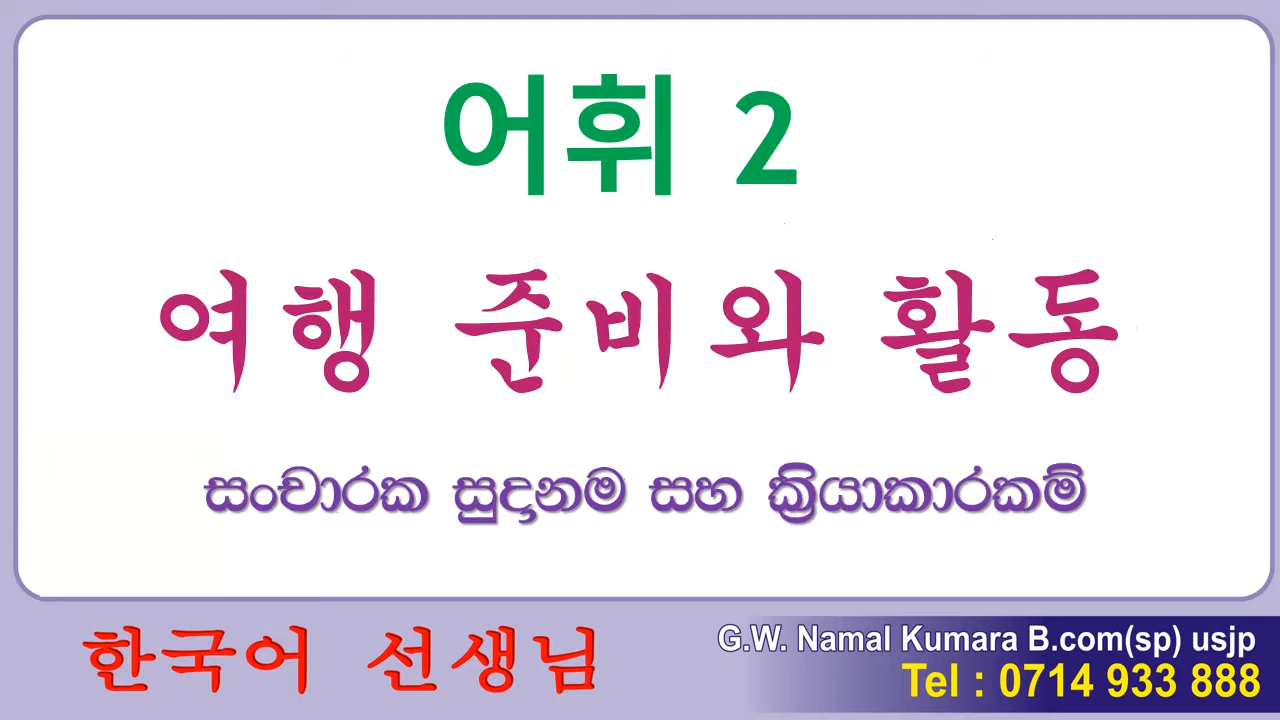 어휘 2
여행 준비와 활동
සංචාරක සුදානම සහ ක්‍රියාකාරකම්
한국어 선생님
G.W. Namal Kumara B.com(sp) usjp
Tel : 0714 933 888